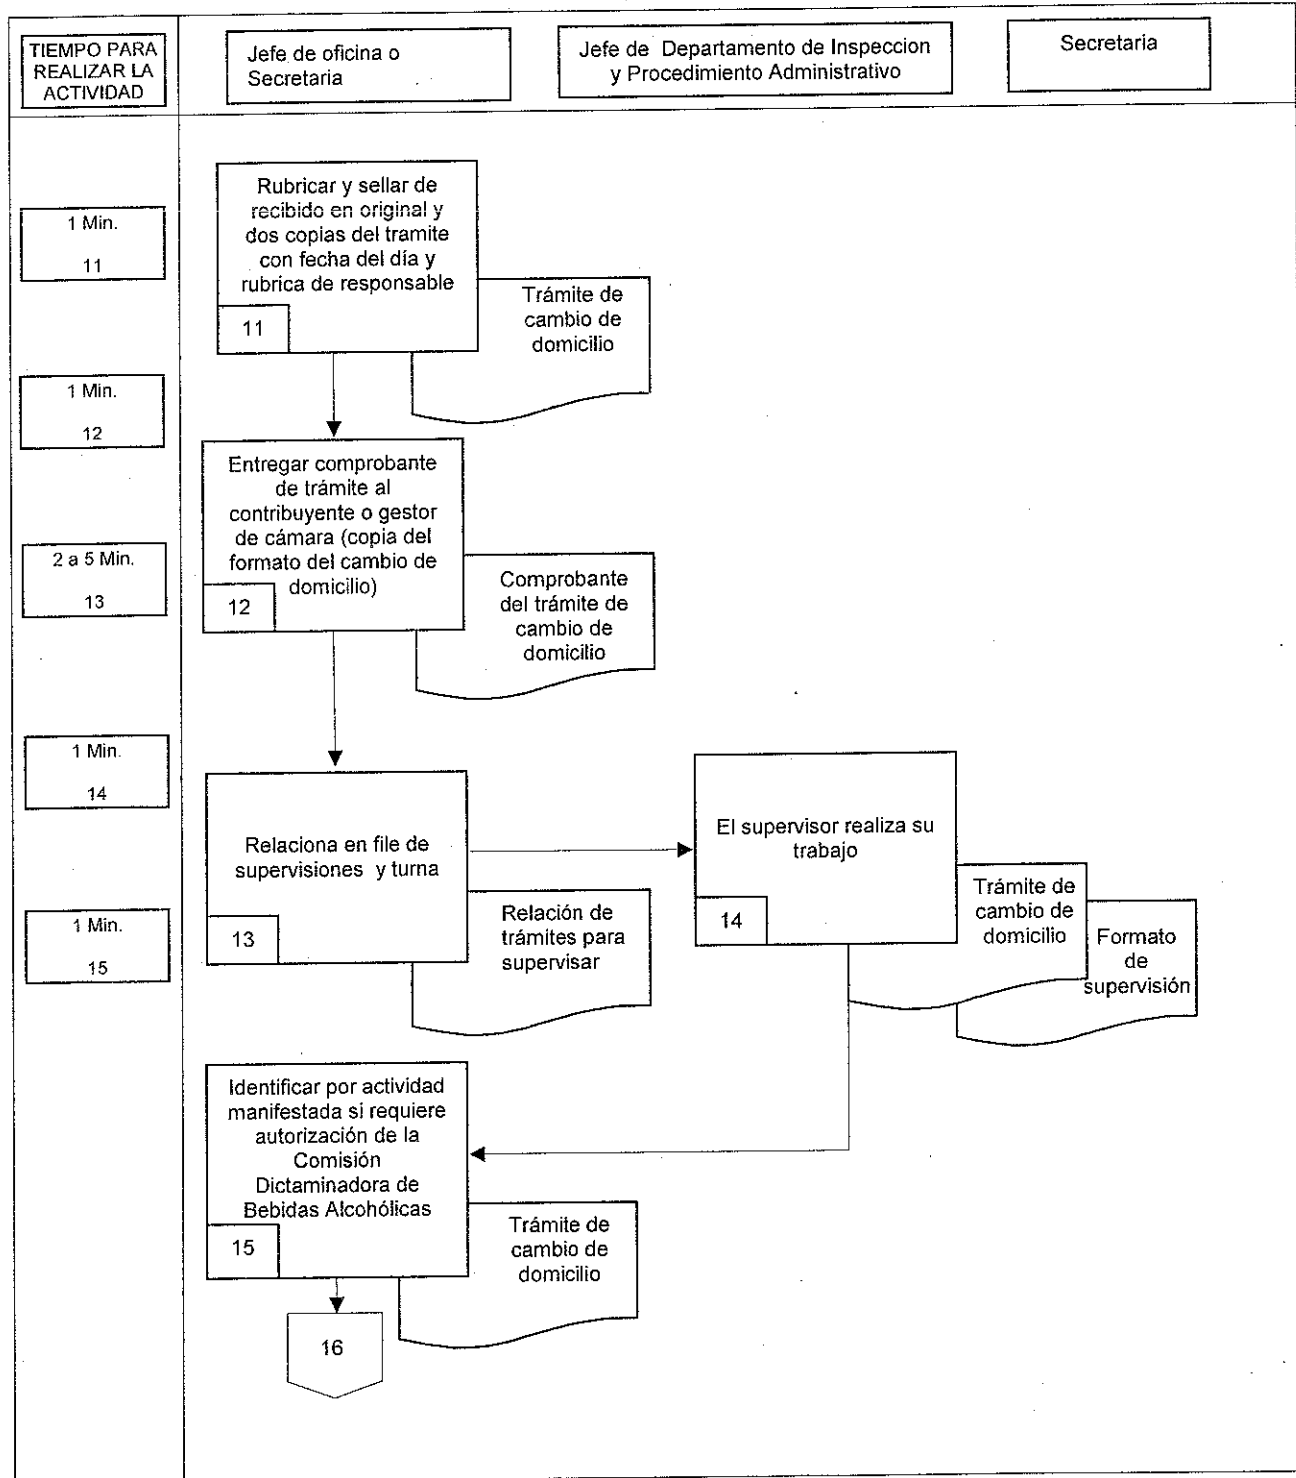 TIEMPO PARA
REALIZAR LA
ACTIVIDAD
Jefe de oficina o
Secretaria
Jefe de Departamento de Inspeccion
y Procedimiento Administrativo
Secretaria
1 Min.
11
Rubricar y sellar de
recibido en original y
dos copias del tramite
con fecha del día y
rubrica de responsable
11
Trámite de
cambio de
domicilio
1 Min.
12
Entregar comprobante
de trámite al
contribuyente o gestor
de cámara (copia del
formato del cambio de
domicilio)
12
Comprobante
del trámite de
cambio de
domicilio
2 a 5 Min.
13
1 Min.
14
Relaciona en file de
supervisiones y turna
13
Relación de
trámites para
supervisar
El supervisor realiza su
trabajo
14
Trámite de
cambio de
domicilio
Formato
de
supervisión
1 Min.
15
Identificar por actividad
manifestada si requiere
autorización de la
Comisión
Dictaminadora de
Bebidas Alcohólicas
15
Trámite de
cambio de
domicilio
16